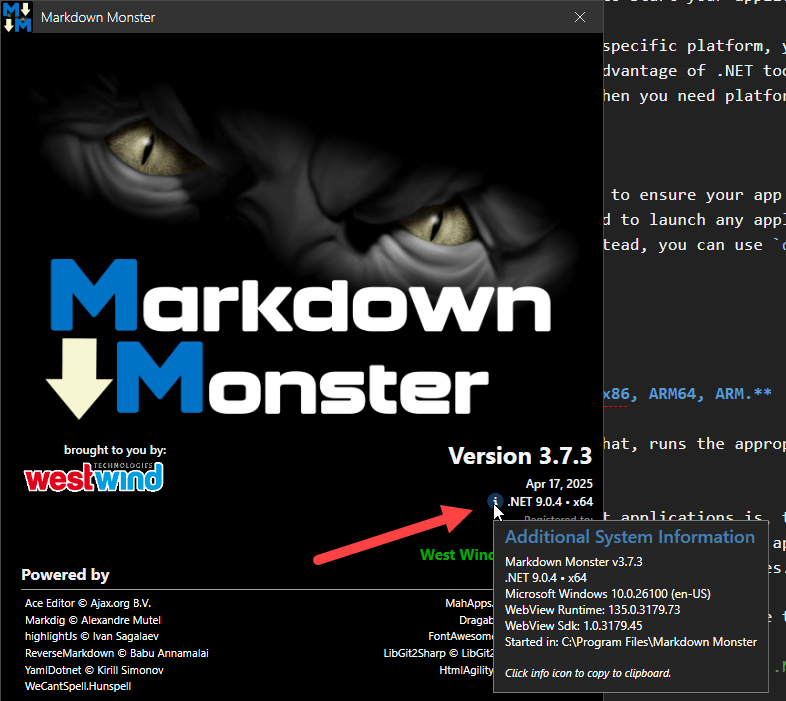 Markdown Monster
specific platform, y
dvantage of .NET too
hen you need platfor
to ensure your app
d to launch any appl
tead, you can use `
Markdown
Monster
x86, ARM64, ARM.**
hat, runs the approp
brought to you by:
westwind
TECHNOLOGIES
Version 3.7.3
Apr 17, 2025
.NET 9.0.4 • x64
Registered to
t applications is, t
West Wind
Additional System Information
Markdown Monster v3.7.3
.NET 9.0.4 • x64
Microsoft Windows 10.0.26100 (en-US)
WebView Runtime: 135.0.3179.73
WebView Sdk: 1.0.3179.45
Started in: C:\Program Files\Markdown Monster
Click info icon to copy to clipboard.
Powered by
Ace Editor © Ajax.org B.V.
Markdig © Alexandre Mutel
highlightJs © Ivan Sagalaev
ReverseMarkdown © Babu Annamalai
YamlDotnet © Kirill Simonov
WeCantSpell.Hunspell
MahApps.
Dragab
FontAwesom
LibGit2Sharp © LibGit2
HtmlAgility